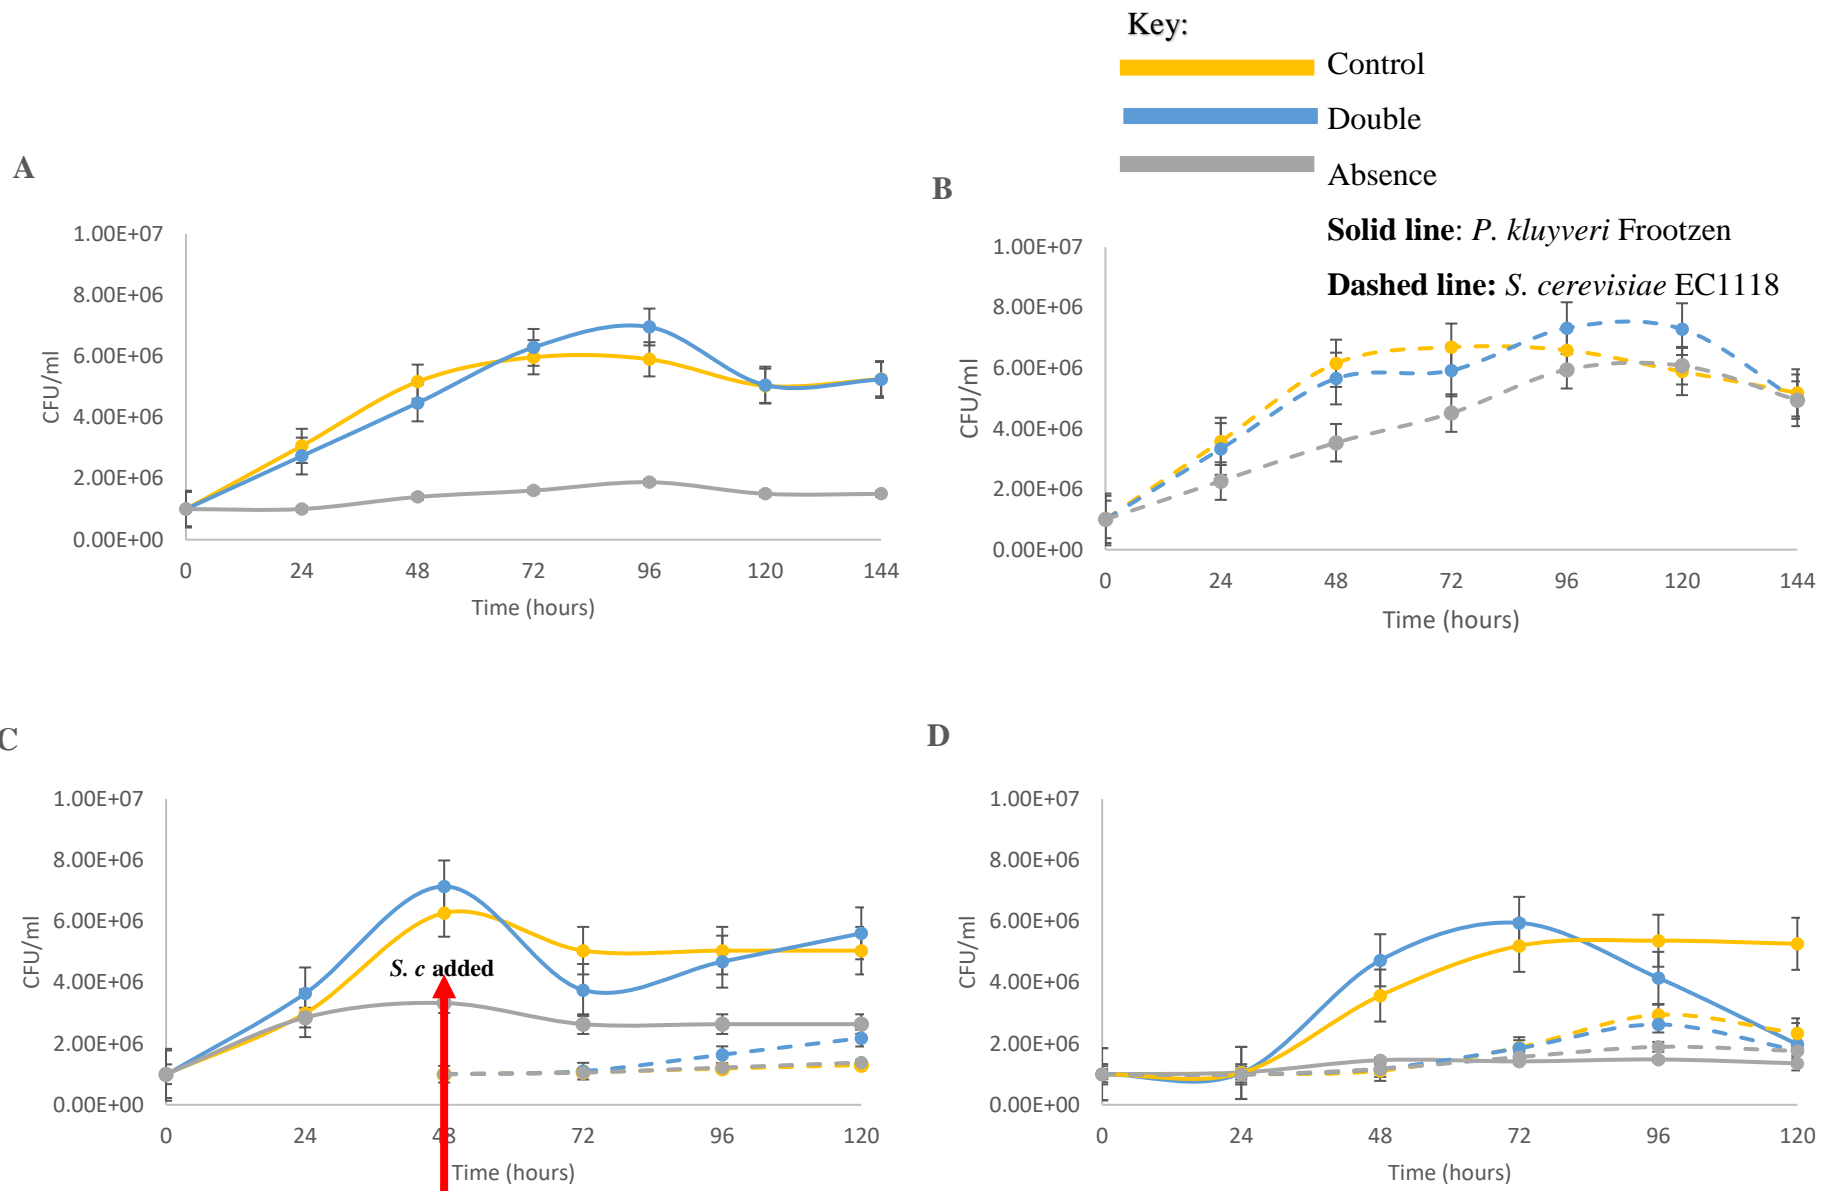 Key:
Control
Double
Absence
Solid line: P. kluyveri Frootzen
Dashed line: S. cerevisiae EC1118
A
1.00E+07
8.00E+06
6.00E+06
4.00E+06
2.00E+06
0.00E+00
CFU/ml
0 24 48 72 96 120 144
Time (hours)
B
1.00E+07
8.00E+06
6.00E+06
4.00E+06
2.00E+06
0.00E+00
CFU/ml
0 24 48 72 96 120 144
Time (hours)
C
1.00E+07
8.00E+06
6.00E+06
4.00E+06
2.00E+06
0.00E+00
CFU/ml
S. c added
0 24 48 72 96 120
Time (hours)
D
1.00E+07
8.00E+06
6.00E+06
4.00E+06
2.00E+06
0.00E+00
CFU/ml
0 24 48 72 96 120
Time (hours)